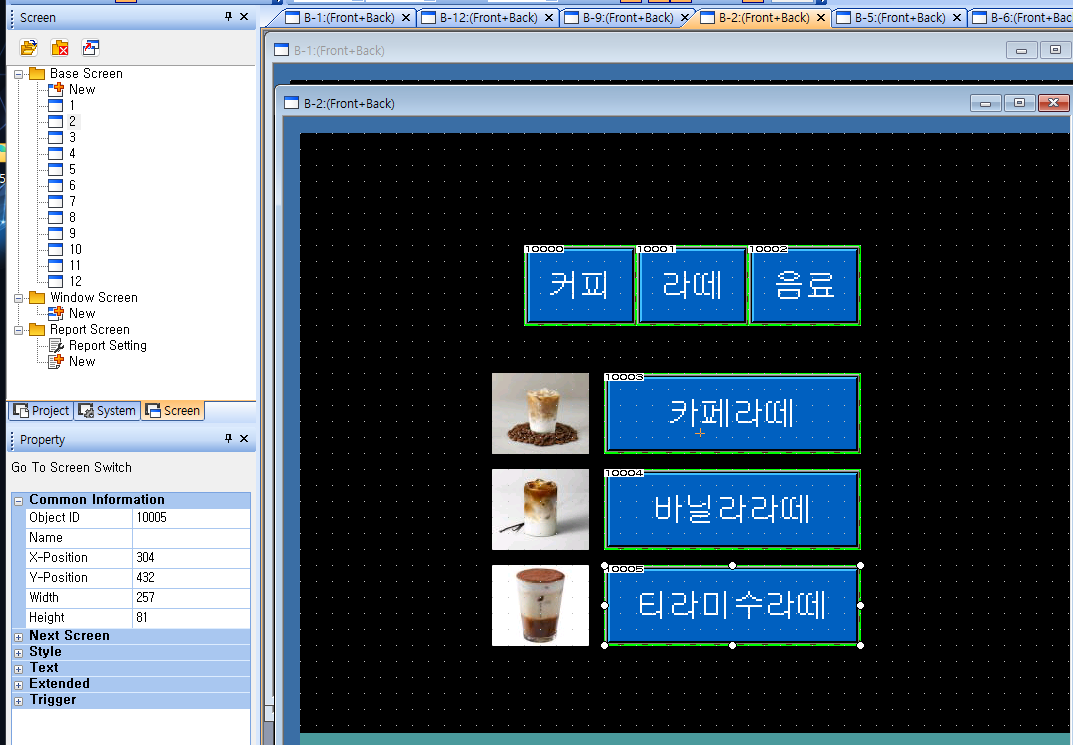 Screen
B-1:(Front+Back) B-12:(Front+Back) B-9:(Front+Back) B-2:(Front+Back) B-5:(Front+Back) B-6:(Front+Bac
B-1:(Front+Back)
Base Screen
New
1
2
3
4
5
6
7
8
9
10
11
12
Window Screen
New
Report Screen
Report Setting
New
Project System Screen
Property
Go To Screen Switch
Common Information
Object ID 10005
Name
X-Position 304
Y-Position 432
Width 257
Height 81
Next Screen
Style
Text
Extended
Trigger
B-2:(Front+Back)
10000 10001 10002
커피 라떼 음료
10003
카페라떼
10004
바닐라라떼
10005
티라미수라떼